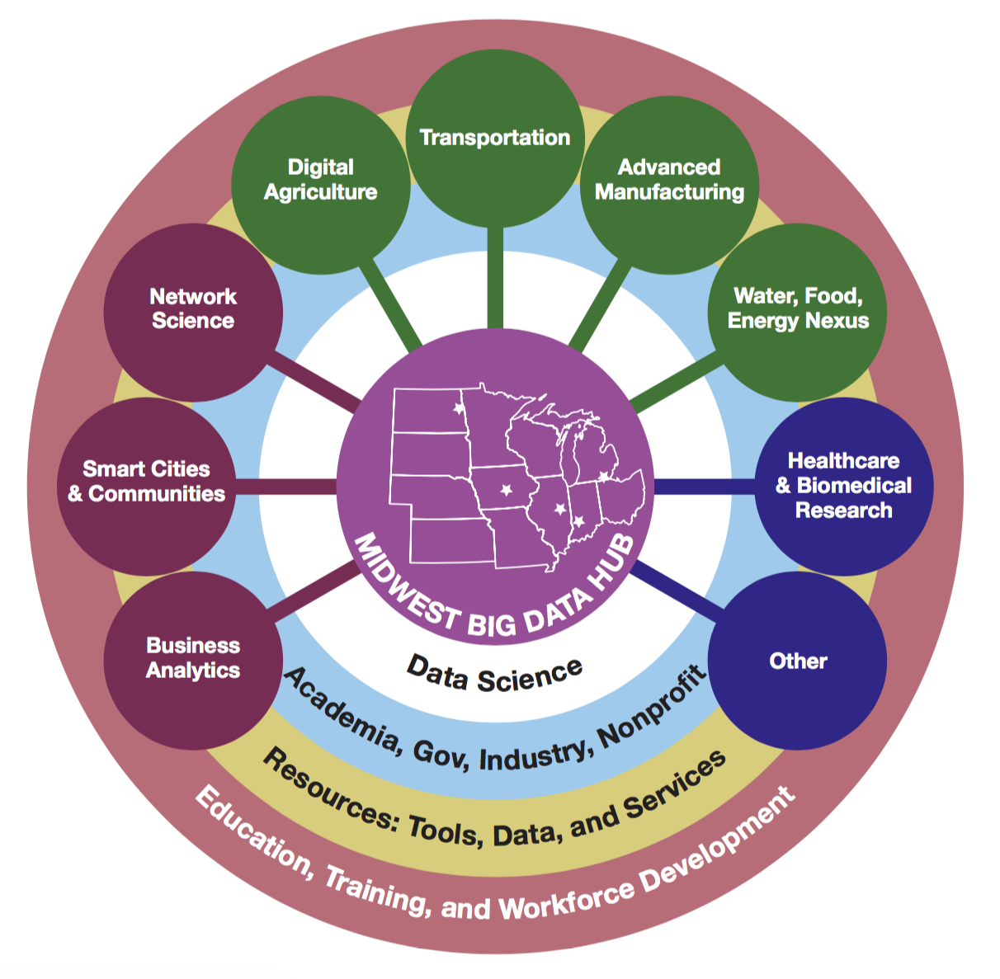 Transportation
Digital
Agriculture
Advanced
Manufacturing
Network
Science
Water, Food,
Energy Nexus
Smart Cities
& Communities
Healthcare
& Biomedical
Research
Business
Analytics
Other
MIDWEST BIG DATA HUB
Data Science
Academia, Gov, Industry, Nonprofit
Resources: Tools, Data, and Services
Education, Training, and Workforce Development